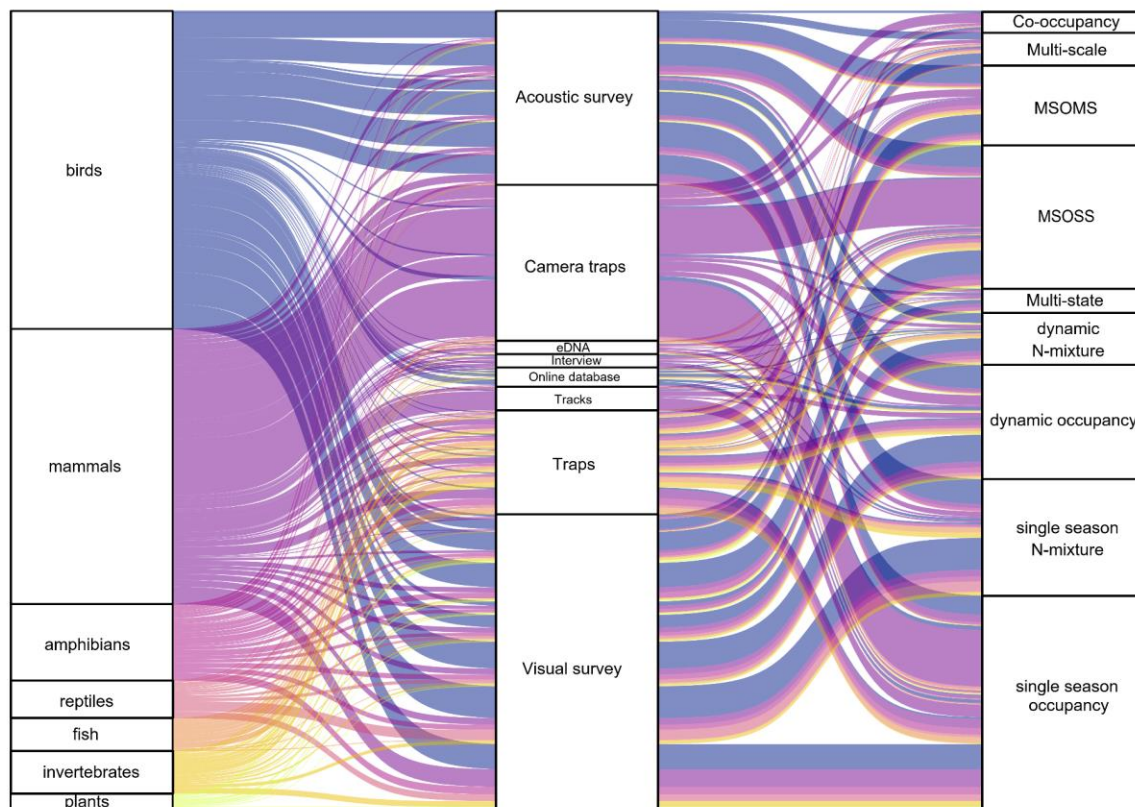 birds
mammals
amphibians
reptiles
fish
invertebrates
plants
Acoustic survey
Camera traps
eDNA
Interview
Online database
Tracks
Traps
Visual survey
Co-occupancy
Multi-scale
MSOMS
MSOSS
Multi-state
dynamic
N-mixture
dynamic occupancy
single season
N-mixture
single season
occupancy